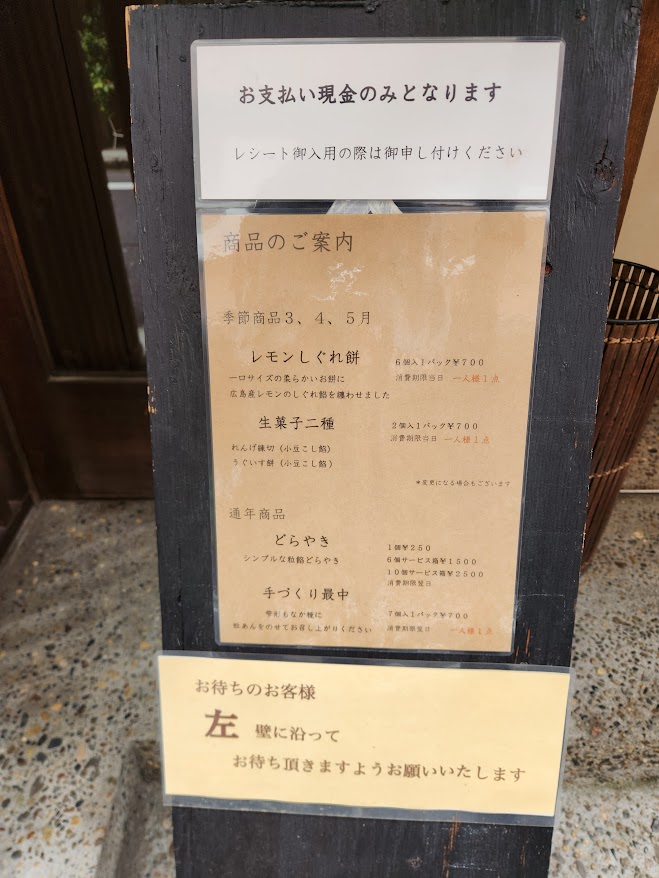 お支払い現金のみとなります
レシート御入用の際は御申し付けください
商品のご案内
季節商品3、4、5月
レモンしぐれ餅 6個入1パック¥700
一口サイズの柔らかいお餅に 消費期限当日 一人様1点
広島産レモンのしぐれ餡を纏わせました
生菓子二種 2個入1パック¥700
消費期限当日 一人様1点
れんげ練切(小豆こし餡)
うぐいす餅(小豆こし餡)
*変更になる場合もございます
通年商品
どらやき 1個¥250
シンプルな粒餡どらやき 6個サービス箱¥1500
10個サービス箱¥2500
消費期限翌日
手づくり最中 7個入1パック¥700
雫形もなか種に
粒あんをのせてお召し上がりください 消費期限翌日 一人様1点
お待ちのお客様
左 壁に沿って
お待ち頂きますようお願いいたします